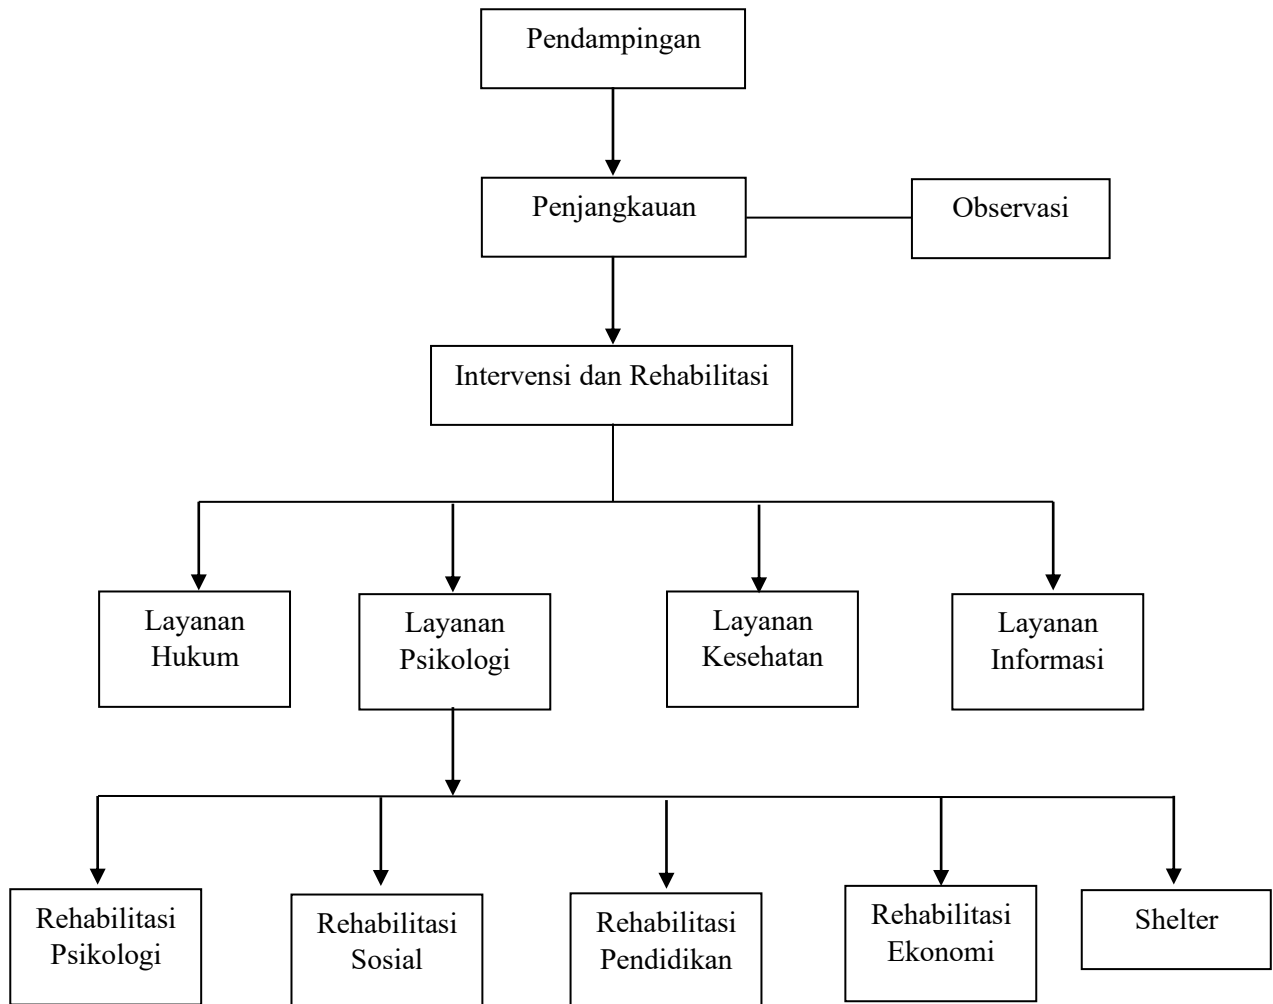 Pendampingan
Penjangkauan
Observasi
Intervensi dan Rehabilitasi
Layanan
Hukum
Layanan
Psikologi
Layanan
Kesehatan
Layanan
Informasi
Rehabilitasi
Psikologi
Rehabilitasi
Sosial
Rehabilitasi
Pendidikan
Rehabilitasi
Ekonomi
Shelter